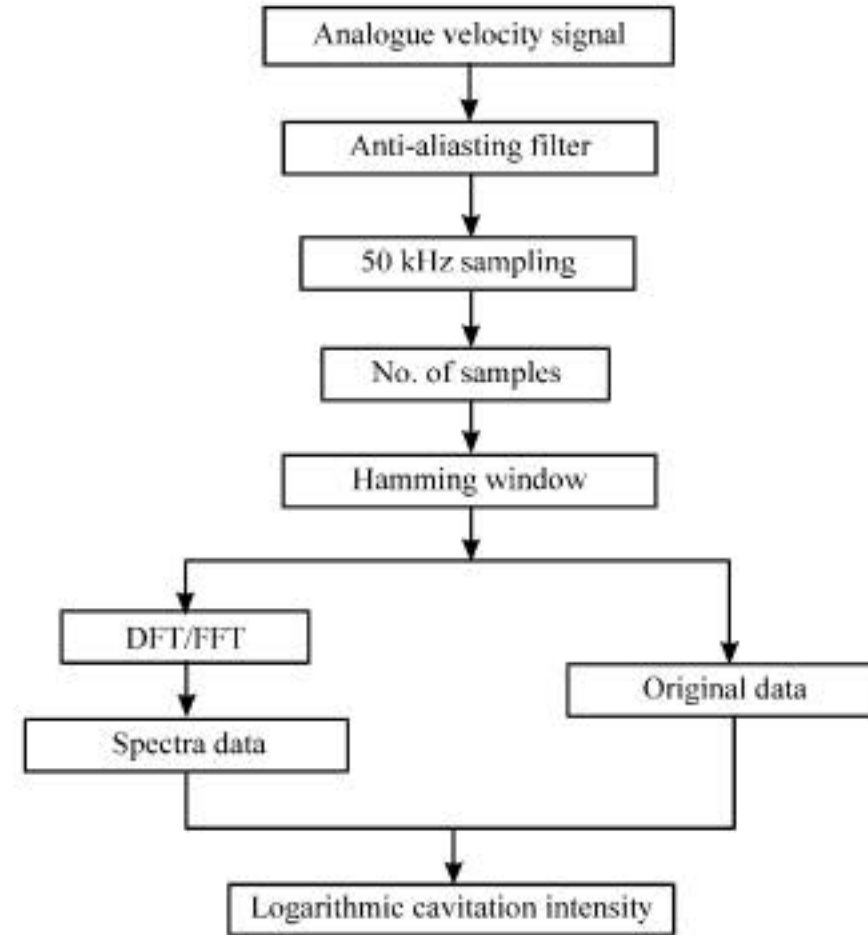 Analogue velocity signal
Anti-aliasting filter
50 kHz sampling
No. of samples
Hamming window
DFT/FFT
Original data
Spectra data
Logarithmic cavitation intensity